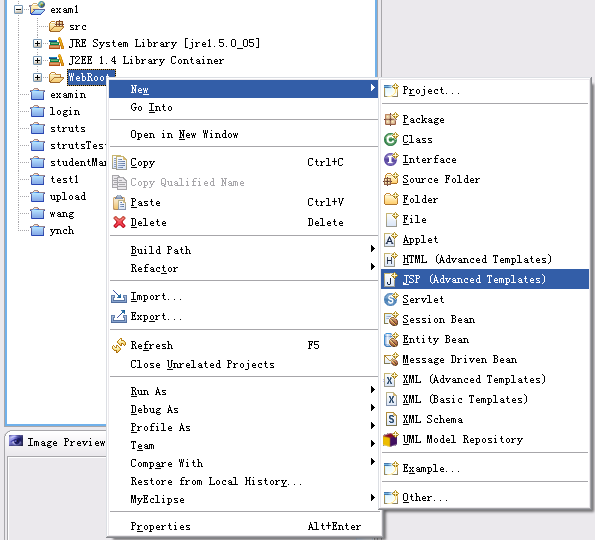 exam1
src
JRE System Library [jre1.5.0_05]
J2EE 1.4 Library Container
WebRoot
examin
login
struts
strutsTes
studentMan
test1
upload
wang
ynch
New
Go Into
Open in New Window
Copy Ctrl+C
Copy Qualified Name
Paste Ctrl+V
Delete Delete
Build Path
Refactor
Import...
Export...
Refresh F5
Close Unrelated Projects
Run As
Debug As
Profile As
Team
Compare With
Restore from Local History...
MyEclipse
Properties Alt+Enter
Project...
Package
Class
Interface
Source Folder
Folder
File
Applet
HTML (Advanced Templates)
JSP (Advanced Templates)
Servlet
Session Bean
Entity Bean
Message Driven Bean
XML (Advanced Templates)
XML (Basic Templates)
XML Schema
UML Model Repository
Example...
Other...
Image Preview